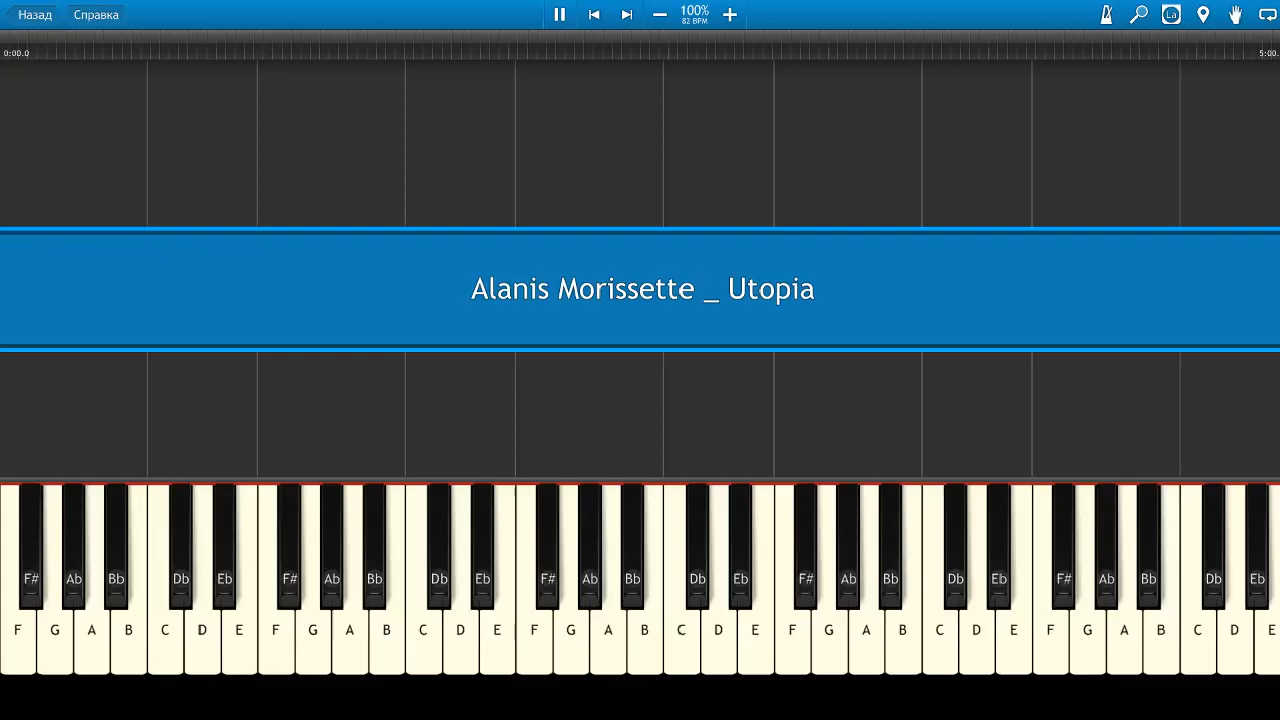 Назад Справка 100% La
82 BPM
0:00.0 5:00.
Alanis Morissette _ Utopia
F# Ab Bb Db Eb F# Ab Bb Db Eb F# Ab Bb Db Eb F# Ab Bb Db Eb F# Ab Bb Db Eb
F G A B C D E F G A B C D E F G A B C D E F G A B C D E F G A B C D E